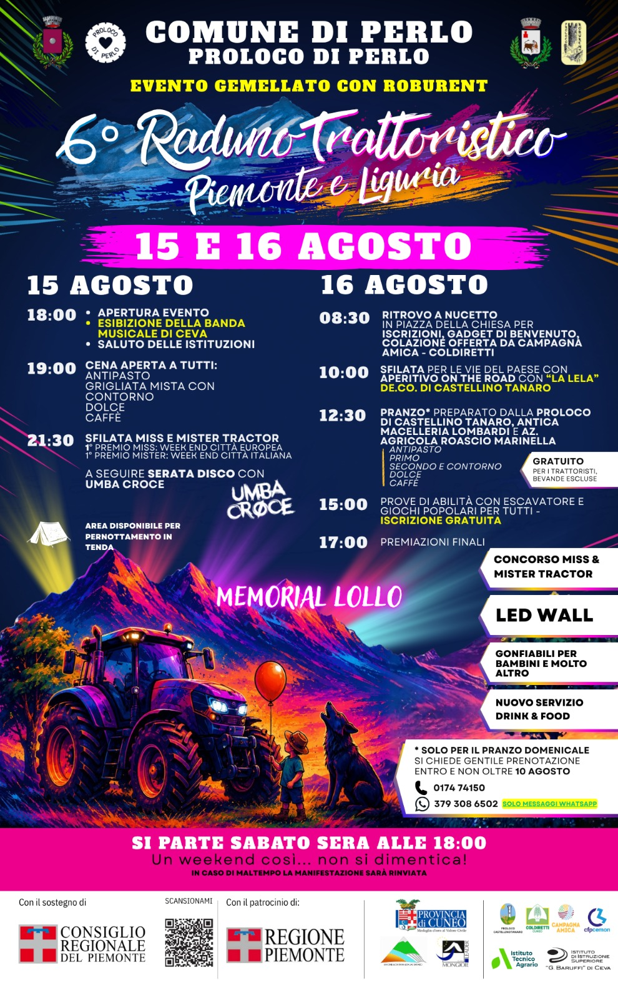 PROLOCO DI PERLO
COMUNE DI PERLO
PROLOCO DI PERLO
EVENTO GEMELLATO CON ROBURENT
6° Raduno Trattoristico
Piemonte e Liguria
15 E 16 AGOSTO
15 AGOSTO
18:00
• APERTURA EVENTO
• ESIBIZIONE DELLA BANDA
MUSICALE DI CEVA
• SALUTO DELLE ISTITUZIONI
19:00
CENA APERTA A TUTTI:
ANTIPASTO
GRIGLIATA MISTA CON
CONTORNO
DOLCE
CAFFÈ
21:30
SFILATA MISS E MISTER TRACTOR
1° PREMIO MISS: WEEK END CITTÀ EUROPEA
1° PREMIO MISTER: WEEK END CITTÀ ITALIANA
A SEGUIRE SERATA DISCO CON
UMBA CROCE
UMBA
CRØCE
AREA DISPONIBILE PER
PERNOTTAMENTO IN
TENDA
16 AGOSTO
08:30
RITROVO A NUCETTO
IN PIAZZA DELLA CHIESA PER
ISCRIZIONI, GADGET DI BENVENUTO,
COLAZIONE OFFERTA DA CAMPAGNA
AMICA - COLDIRETTI
10:00
SFILATA PER LE VIE DEL PAESE CON
APERITIVO ON THE ROAD CON “LA LELA”
DE.CO. DI CASTELLINO TANARO
12:30
PRANZO* PREPARATO DALLA PROLOCO
DI CASTELLINO TANARO, ANTICA
MACELLERIA LOMBARDI E AZ.
AGRICOLA ROASCIO MARINELLA
ANTIPASTO
PRIMO
SECONDO E CONTORNO
DOLCE
CAFFÈ
GRATUITO
PER I TRATTORISTI,
BEVANDE ESCLUSE
15:00
PROVE DI ABILITÀ CON ESCAVATORE E
GIOCHI POPOLARI PER TUTTI -
ISCRIZIONE GRATUITA
17:00
PREMIAZIONI FINALI
MEMORIAL LOLLO
CONCORSO MISS &
MISTER TRACTOR
LED WALL
GONFIABILI PER
BAMBINI E MOLTO
ALTRO
NUOVO SERVIZIO
DRINK & FOOD
* SOLO PER IL PRANZO DOMENICALE
SI CHIEDE GENTILE PRENOTAZIONE
ENTRO E NON OLTRE 10 AGOSTO
0174 74150
379 308 6502 SOLO MESSAGGI WHATSAPP
SI PARTE SABATO SERA ALLE 18:00
Un weekend così... non si dimentica!
IN CASO DI MALTEMPO LA MANIFESTAZIONE SARÀ RINVIATA
Con il sostegno di
CONSIGLIO
REGIONALE
DEL PIEMONTE
SCANSIONAMI
Con il patrocinio di:
REGIONE
PIEMONTE
PROVINCIA
di CUNEO
Medaglia d'oro al Valore Civile
MONGIOIE
LEADER
PROLOCO
CASTELLINOTANARO
COLDIRETTI
CUNEO
CAMPAGNA
AMICA
cfpcemon
Istituto
Tecnico
Agrario
ISTITUTO
DI ISTRUZIONE
SUPERIORE
"G. BARUFFI" DI CEVA